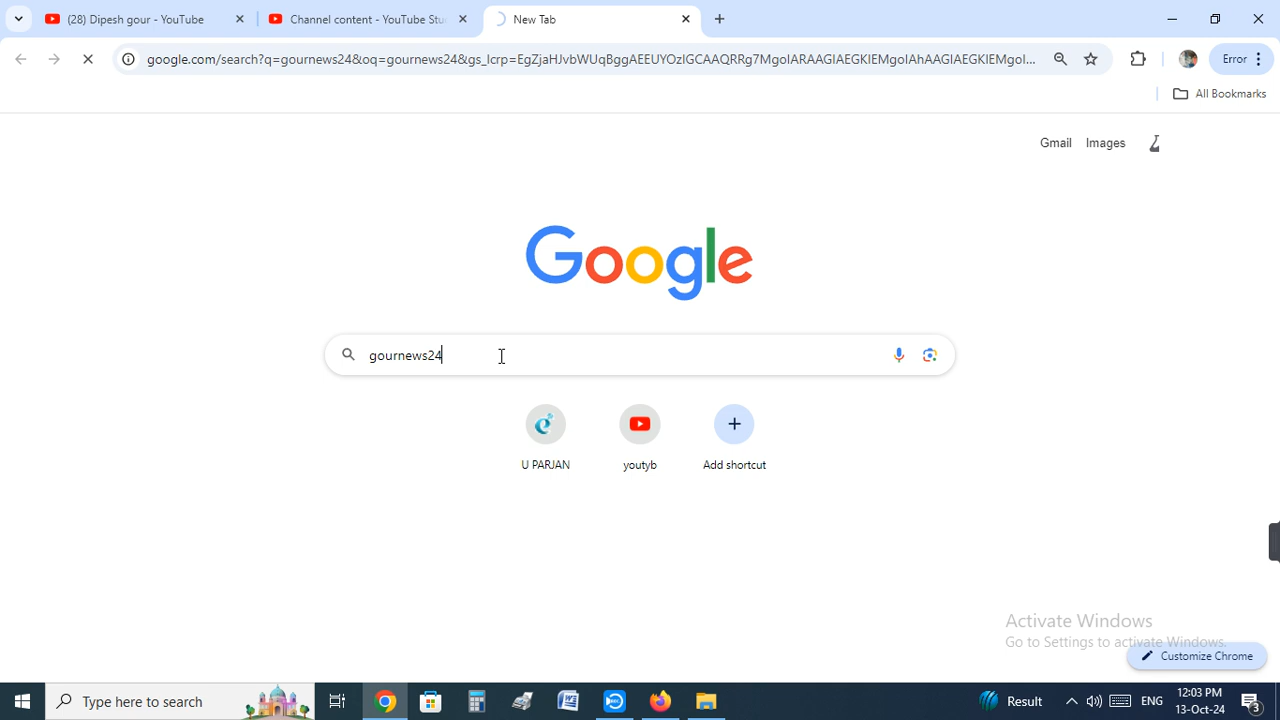 (28) Dipesh gour - YouTube
Channel content - YouTube Stu
New Tab
google.com/search?q=gournews24&oq=gournews24&gs_lcrp=EgZjaHJvbWUqBggAEEUYOzIGCAAQRRg7MgoIARAAGIAEGKIEMgoIAhAAGIAEGKIEMgoI...
Error
All Bookmarks
Gmail Images
Google
gournews24
U PARJAN
youtyb
Add shortcut
Activate Windows
Go to Settings to activate Windows.
Customize Chrome
Type here to search
Result
ENG
12:03 PM
13-Oct-24
3